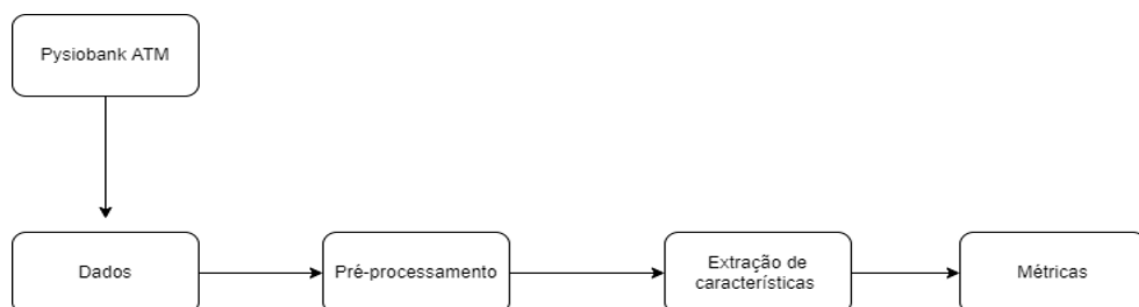 Pysiobank ATM
Dados
Pré-processamento
Extração de
características
Métricas